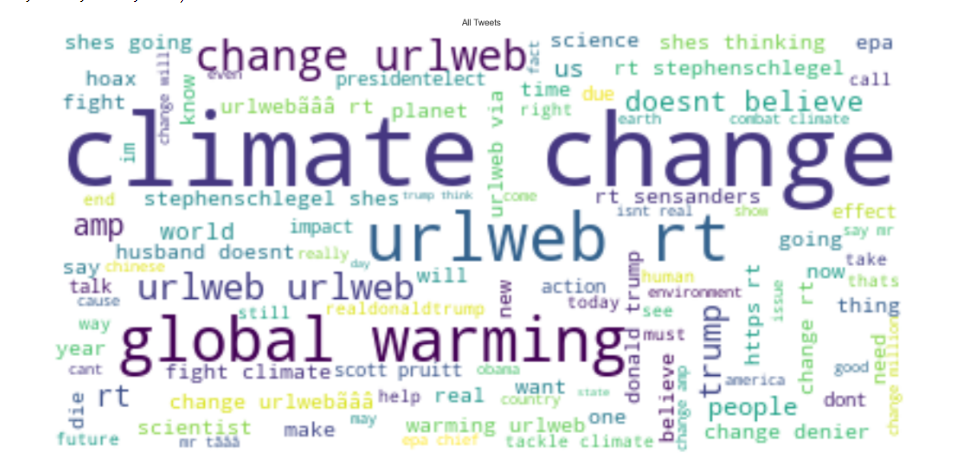 All Tweets
shes going
change urlweb
fact
science
shes thinking
epa
hoax
change will
know
even
presidentelect
us
rt stephenschlegel
call
fight
urlwebãââ rt
planet
urlweb via
time
due
right
doesnt believe
earth
combat climate
climate change
im
end
stephenschlegel shes
trump think
come
rt sensanders
isnt real
show
effect
amp
world
impact
urlweb rt
going
say mr
husband doesnt
really
day
say
chinese
will
human
now
take
talk
urlweb urlweb
new
action
donald trump
environment
https rt
issue
thats
cause
still
realdonaldtrump
today
see
trump
change rt
thing
way
global warming
must
need
change million
year
cant
fight climate
scott pruitt
obama
believe
change amp
america
good
die
rt
change urlwebãââ
help
real
want
country
state
people
dont
scientist
make
may
warming urlweb
one
change denier
future
mr tãââ
epa chief
tackle climate